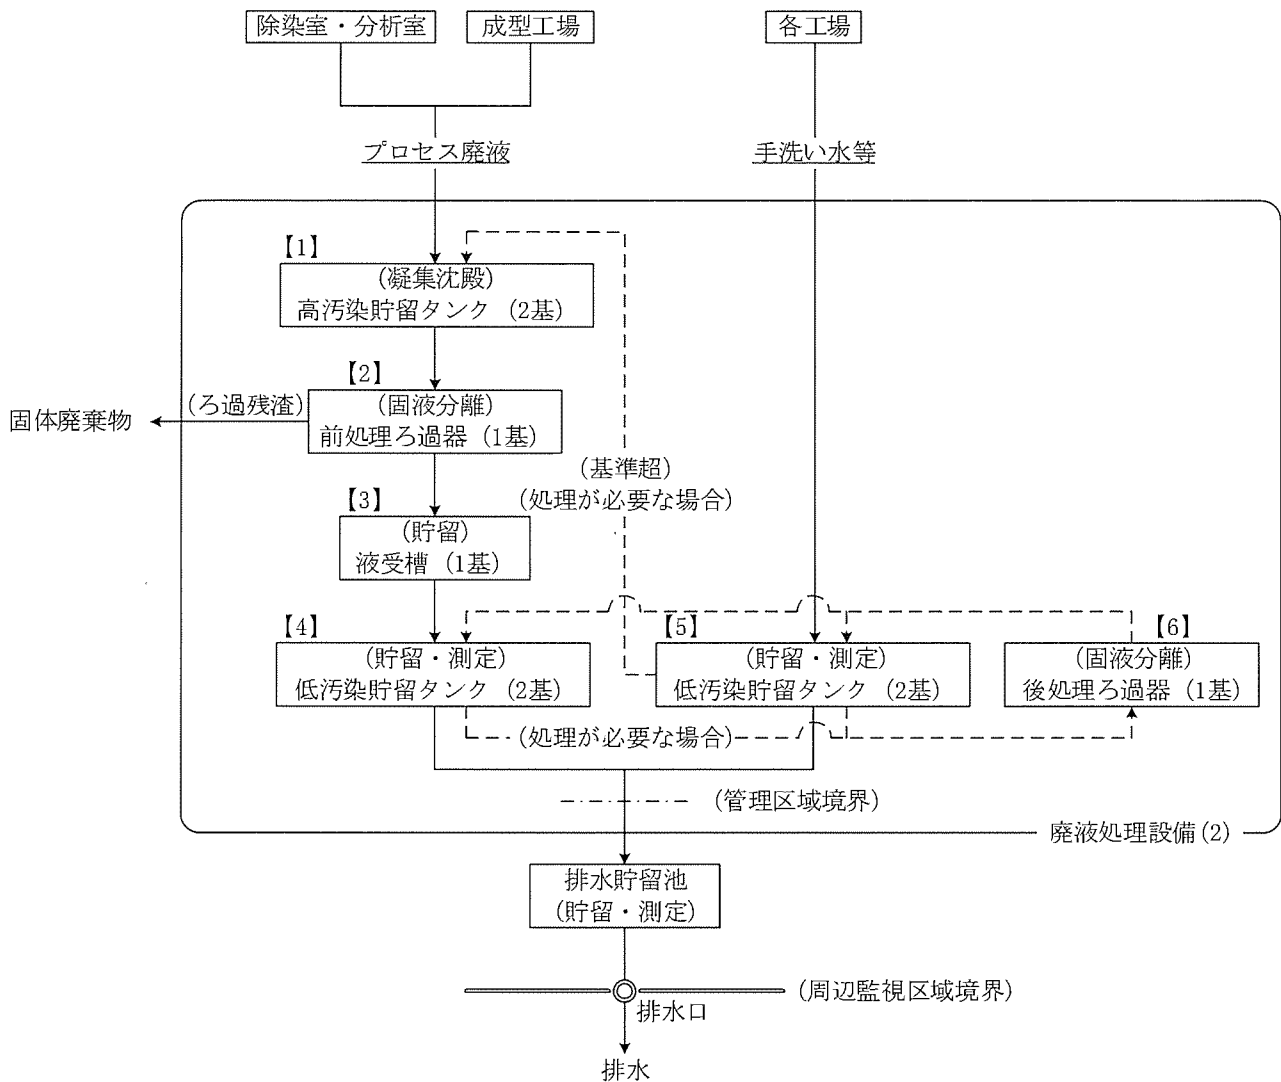 除染室・分析室
成型工場
各工場
プロセス廃液
手洗い水等
【1】
(凝集沈殿)
高汚染貯留タンク (2基)
【2】
(固液分離)
前処理ろ過器 (1基)
(ろ過残渣)
固体廃棄物
(基準超)
(処理が必要な場合)
【3】
(貯留)
液受槽 (1基)
【4】
(貯留・測定)
低汚染貯留タンク (2基)
【5】
(貯留・測定)
低汚染貯留タンク (2基)
【6】
(固液分離)
後処理ろ過器 (1基)
(処理が必要な場合)
(管理区域境界)
廃液処理設備(2)
排水貯留池
(貯留・測定)
(周辺監視区域境界)
排水口
排水